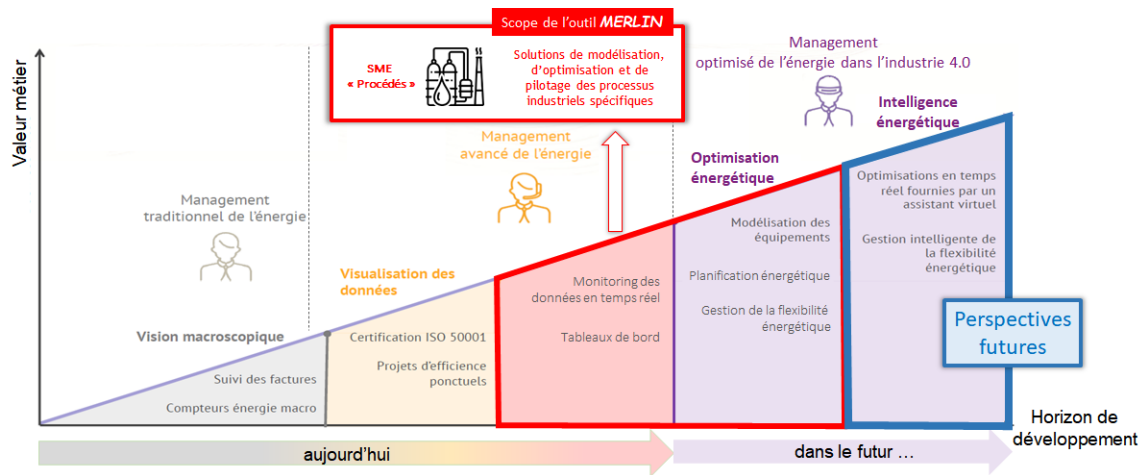 Scope de l'outil MERLIN
SME
« Procédés »
Solutions de modélisation,
d'optimisation et de
pilotage des processus
industriels spécifiques
Management
optimisé de l'énergie dans l'industrie 4.0
Intelligence
énergétique
Valeur métier
Management
avancé de l'énergie
Optimisation
énergétique
Optimisations en temps
réel fournies par un
assistant virtuel
Management
traditionnel de l'énergie
Modélisation des
équipements
Gestion intelligente de
la flexibilité
énergétique
Visualisation des
données
Monitoring des
données en temps réel
Planification énergétique
Gestion de la flexibilité
énergétique
Vision macroscopique
Certification ISO 50001
Tableaux de bord
Perspectives
futures
Suivi des factures
Projets d'efficience
ponctuels
Compteurs énergie macro
Horizon de
développement
aujourd'hui
dans le futur ...